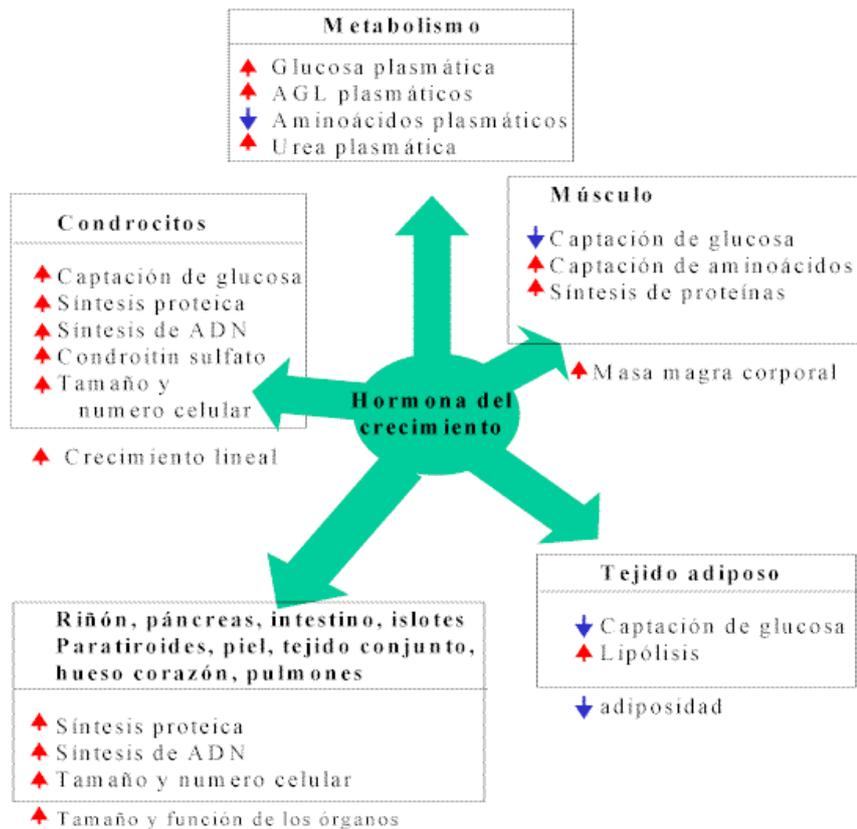 Metabolismo
Glucosa plasmática
AGL plasmáticos
Aminoácidos plasmáticos
Urea plasmática
Condrocitos
Captación de glucosa
Síntesis proteica
Síntesis de ADN
Condroitin sulfato
Tamaño y
numero celular
Crecimiento lineal
Músculo
Captación de glucosa
Captación de aminoácidos
Síntesis de proteínas
Masa magra corporal
Hormona del
crecimiento
Riñón, páncreas, intestino, islotes
Paratiroides, piel, tejido conjunto,
hueso corazón, pulmones
Síntesis proteica
Síntesis de ADN
Tamaño y numero celular
Tamaño y función de los órganos
Tejido adiposo
Captación de glucosa
Lipólisis
adiposidad